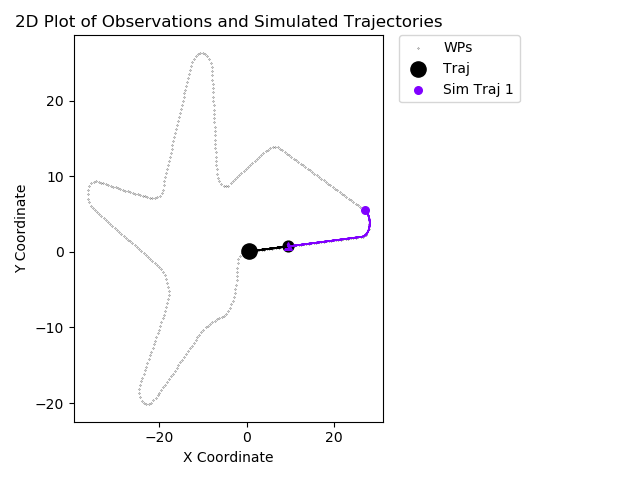 2D Plot of Observations and Simulated Trajectories
WPs
Traj
Sim Traj 1
20
10
0
−10
−20
Y Coordinate
−20
0
20
X Coordinate